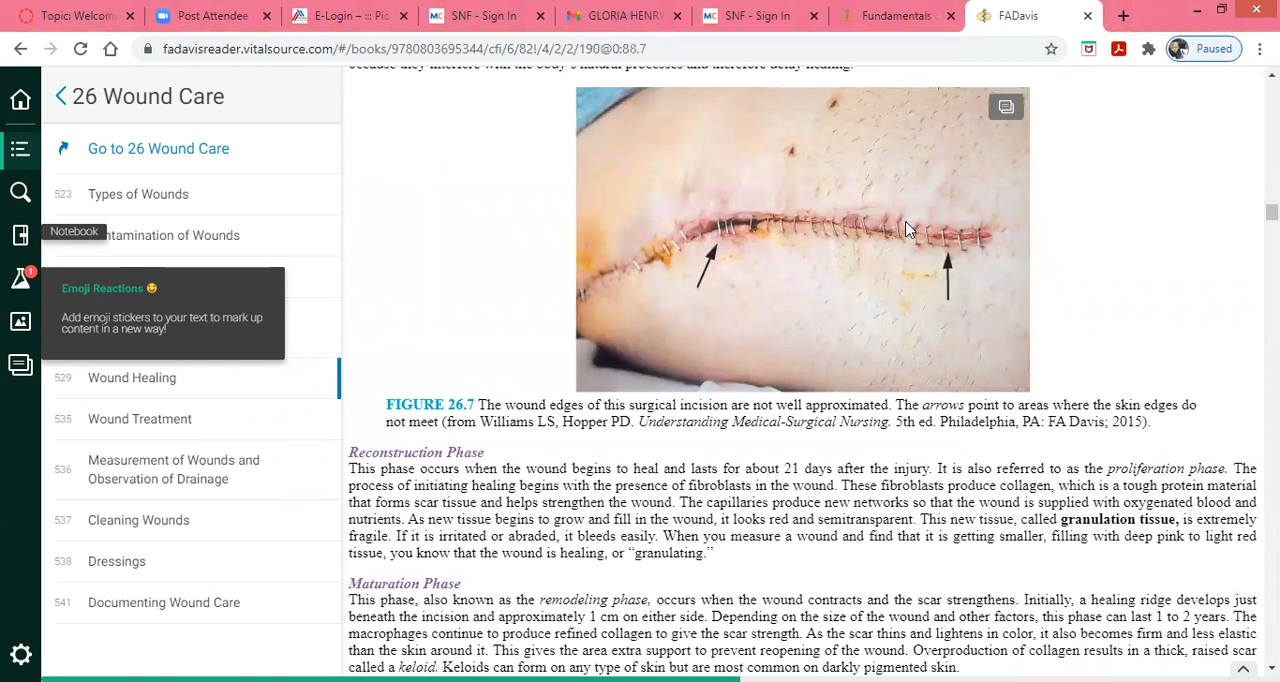 Topic: Welcom
Post Attendee
E-Login – ::: Pic
SNF - Sign In
GLORIA HENRY
SNF - Sign In
Fundamentals
FADavis
fadavisreader.vitalsource.com/#/books/9780803695344/cfi/6/82!/4/2/2/190@0:88.7
Paused
26 Wound Care
Go to 26 Wound Care
523 Types of Wounds
ntamination of Wounds
Notebook
1
Emoji Reactions 😀
Add emoji stickers to your text to mark up
content in a new way!
529 Wound Healing
535 Wound Treatment
536 Measurement of Wounds and
Observation of Drainage
537 Cleaning Wounds
538 Dressings
541 Documenting Wound Care
because they interfere with the body's natural processes and therefore delay healing.
FIGURE 26.7 The wound edges of this surgical incision are not well approximated. The arrows point to areas where the skin edges do
not meet (from Williams LS, Hopper PD. Understanding Medical-Surgical Nursing. 5th ed. Philadelphia, PA: FA Davis; 2015).
Reconstruction Phase
This phase occurs when the wound begins to heal and lasts for about 21 days after the injury. It is also referred to as the proliferation phase. The
process of initiating healing begins with the presence of fibroblasts in the wound. These fibroblasts produce collagen, which is a tough protein material
that forms scar tissue and helps strengthen the wound. The capillaries produce new networks so that the wound is supplied with oxygenated blood and
nutrients. As new tissue begins to grow and fill in the wound, it looks red and semitransparent. This new tissue, called granulation tissue, is extremely
fragile. If it is irritated or abraded, it bleeds easily. When you measure a wound and find that it is getting smaller, filling with deep pink to light red
tissue, you know that the wound is healing, or “granulating.”
Maturation Phase
This phase, also known as the remodeling phase, occurs when the wound contracts and the scar strengthens. Initially, a healing ridge develops just
beneath the incision and approximately 1 cm on either side. Depending on the size of the wound and other factors, this phase can last 1 to 2 years. The
macrophages continue to produce refined collagen to give the scar strength. As the scar thins and lightens in color, it also becomes firm and less elastic
than the skin around it. This gives the area extra support to prevent reopening of the wound. Overproduction of collagen results in a thick, raised scar
called a keloid. Keloids can form on any type of skin but are most common on darkly pigmented skin.